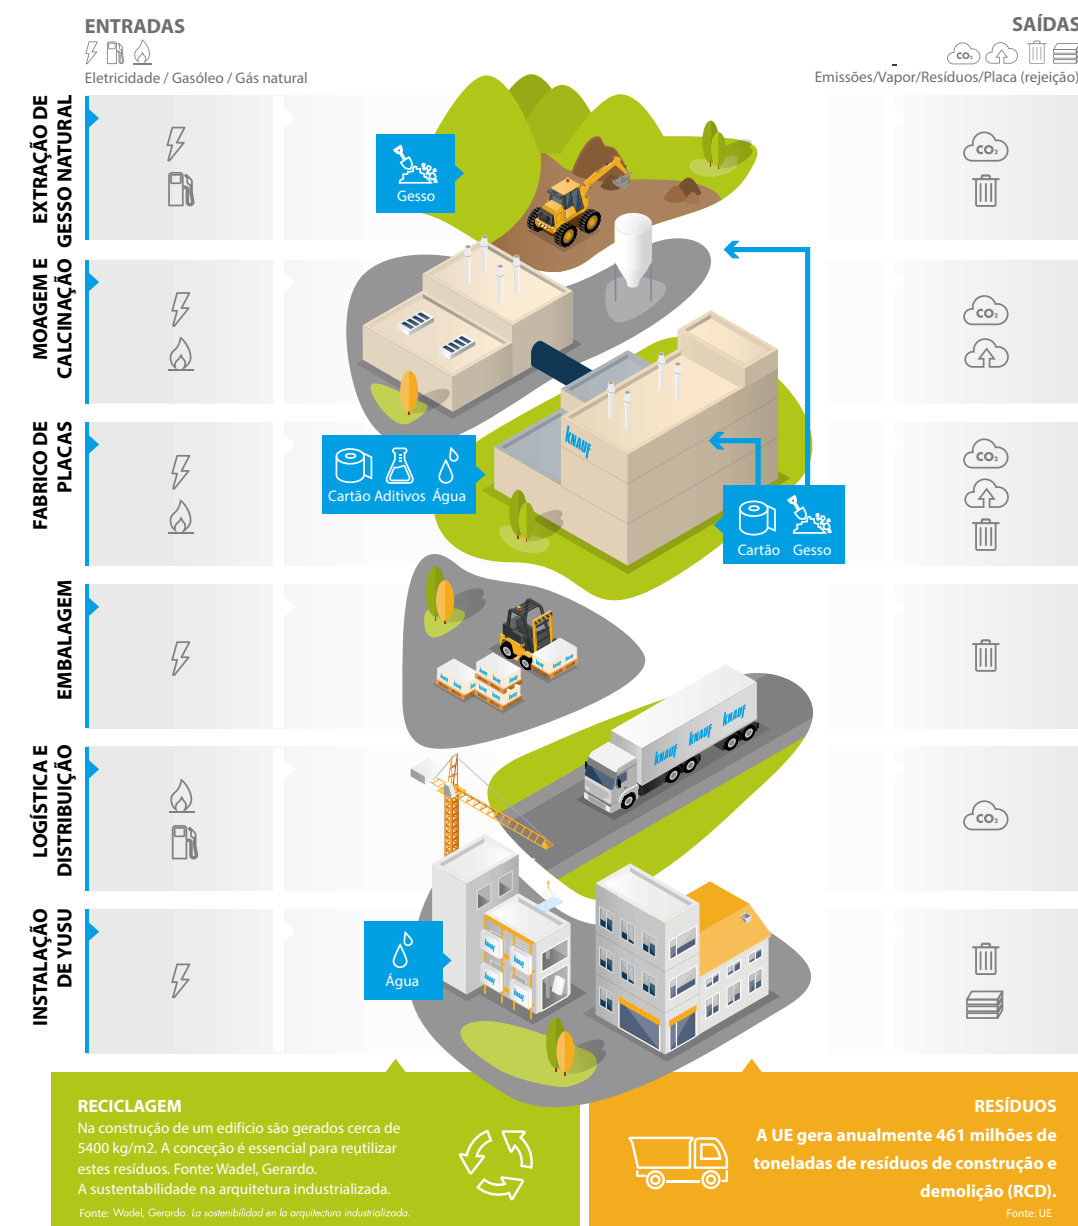 ENTRADAS
Eletricidade / Gasóleo / Gás natural
SAÍDAS
CO₂
Emissões/Vapor/Resíduos/Placa (rejeição)
EXTRAÇÃO DE
GESSO NATURAL
Gesso
CO₂
MOAGEM E
CALCINAÇÃO
CO₂
FABRICO DE
PLACAS
KNAUF
Cartão Aditivos Água
Cartão Gesso
CO₂
EMBALAGEM
KNAUF KNAUF KNAUF
LOGÍSTICA E
DISTRIBUIÇÃO
CO₂
INSTALAÇÃO
DE YUSU
KNAUF KNAUF
KNAUF KNAUF
Água
RECICLAGEM
Na construção de um edifício são gerados cerca de
5400 kg/m2. A conceção é essencial para reutilizar
estes resíduos. Fonte: Wadel, Gerardo.
A sustentabilidade na arquitetura industrializada.
Fonte: Wadel, Gerardo. La sostenibilidad en la arquitectura industrializada.
RESÍDUOS
A UE gera anualmente 461 milhões de
toneladas de resíduos de construção e
demolição (RCD).
Fonte: UE